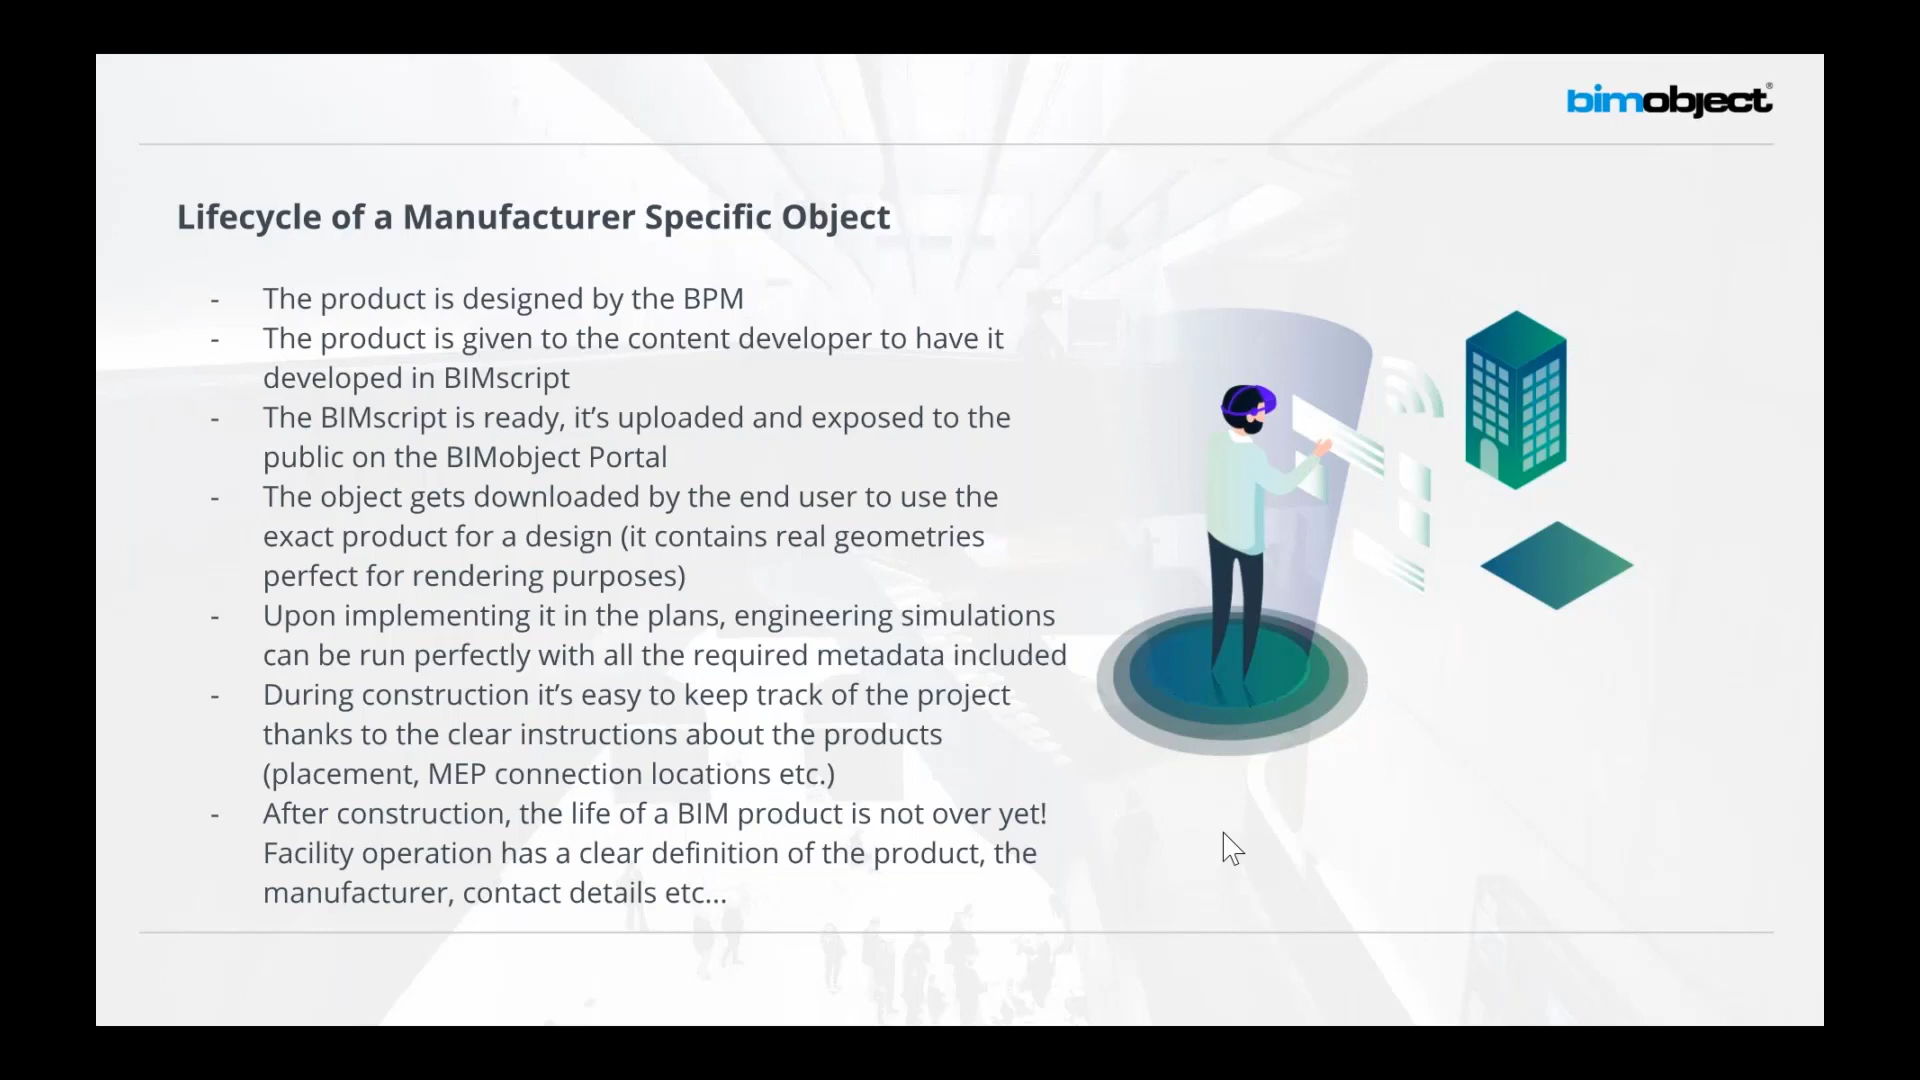 bimobject®
Lifecycle of a Manufacturer Specific Object
- The product is designed by the BPM
- The product is given to the content developer to have it
developed in BIMscript
- The BIMscript is ready, it’s uploaded and exposed to the
public on the BIMobject Portal
- The object gets downloaded by the end user to use the
exact product for a design (it contains real geometries
perfect for rendering purposes)
- Upon implementing it in the plans, engineering simulations
can be run perfectly with all the required metadata included
- During construction it’s easy to keep track of the project
thanks to the clear instructions about the products
(placement, MEP connection locations etc.)
- After construction, the life of a BIM product is not over yet!
Facility operation has a clear definition of the product, the
manufacturer, contact details etc...